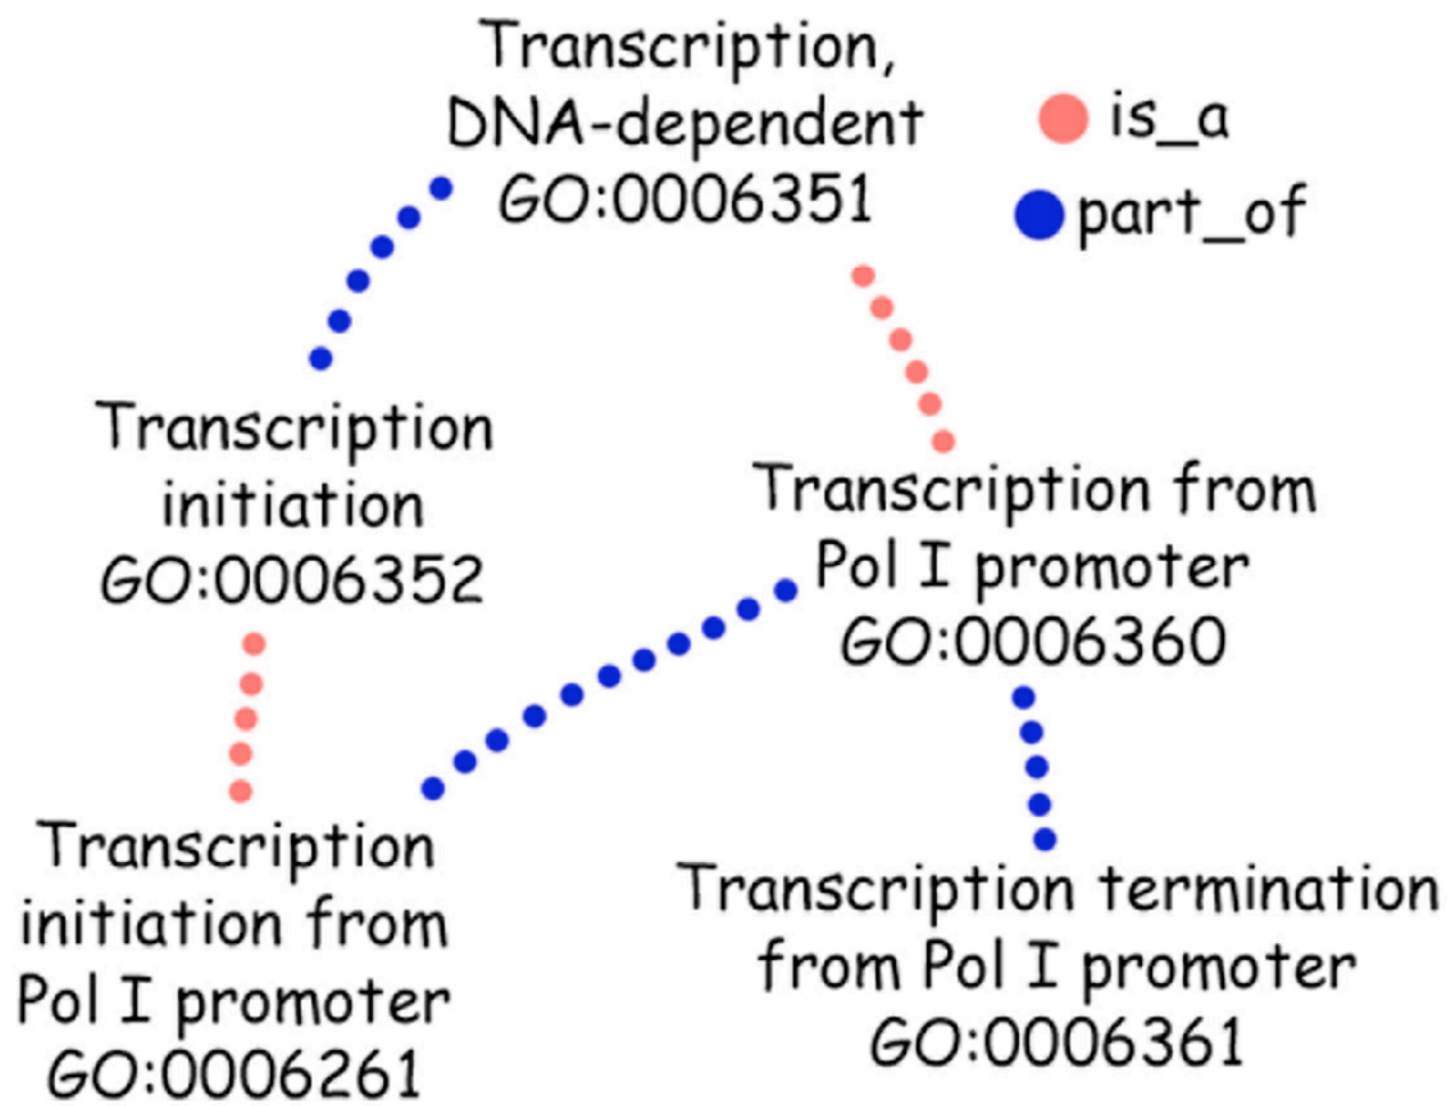 Transcription,
DNA-dependent
GO:0006351
is_a
part_of
Transcription
initiation
GO:0006352
Transcription from
Pol I promoter
GO:0006360
Transcription
initiation from
Pol I promoter
GO:0006261
Transcription termination
from Pol I promoter
GO:0006361